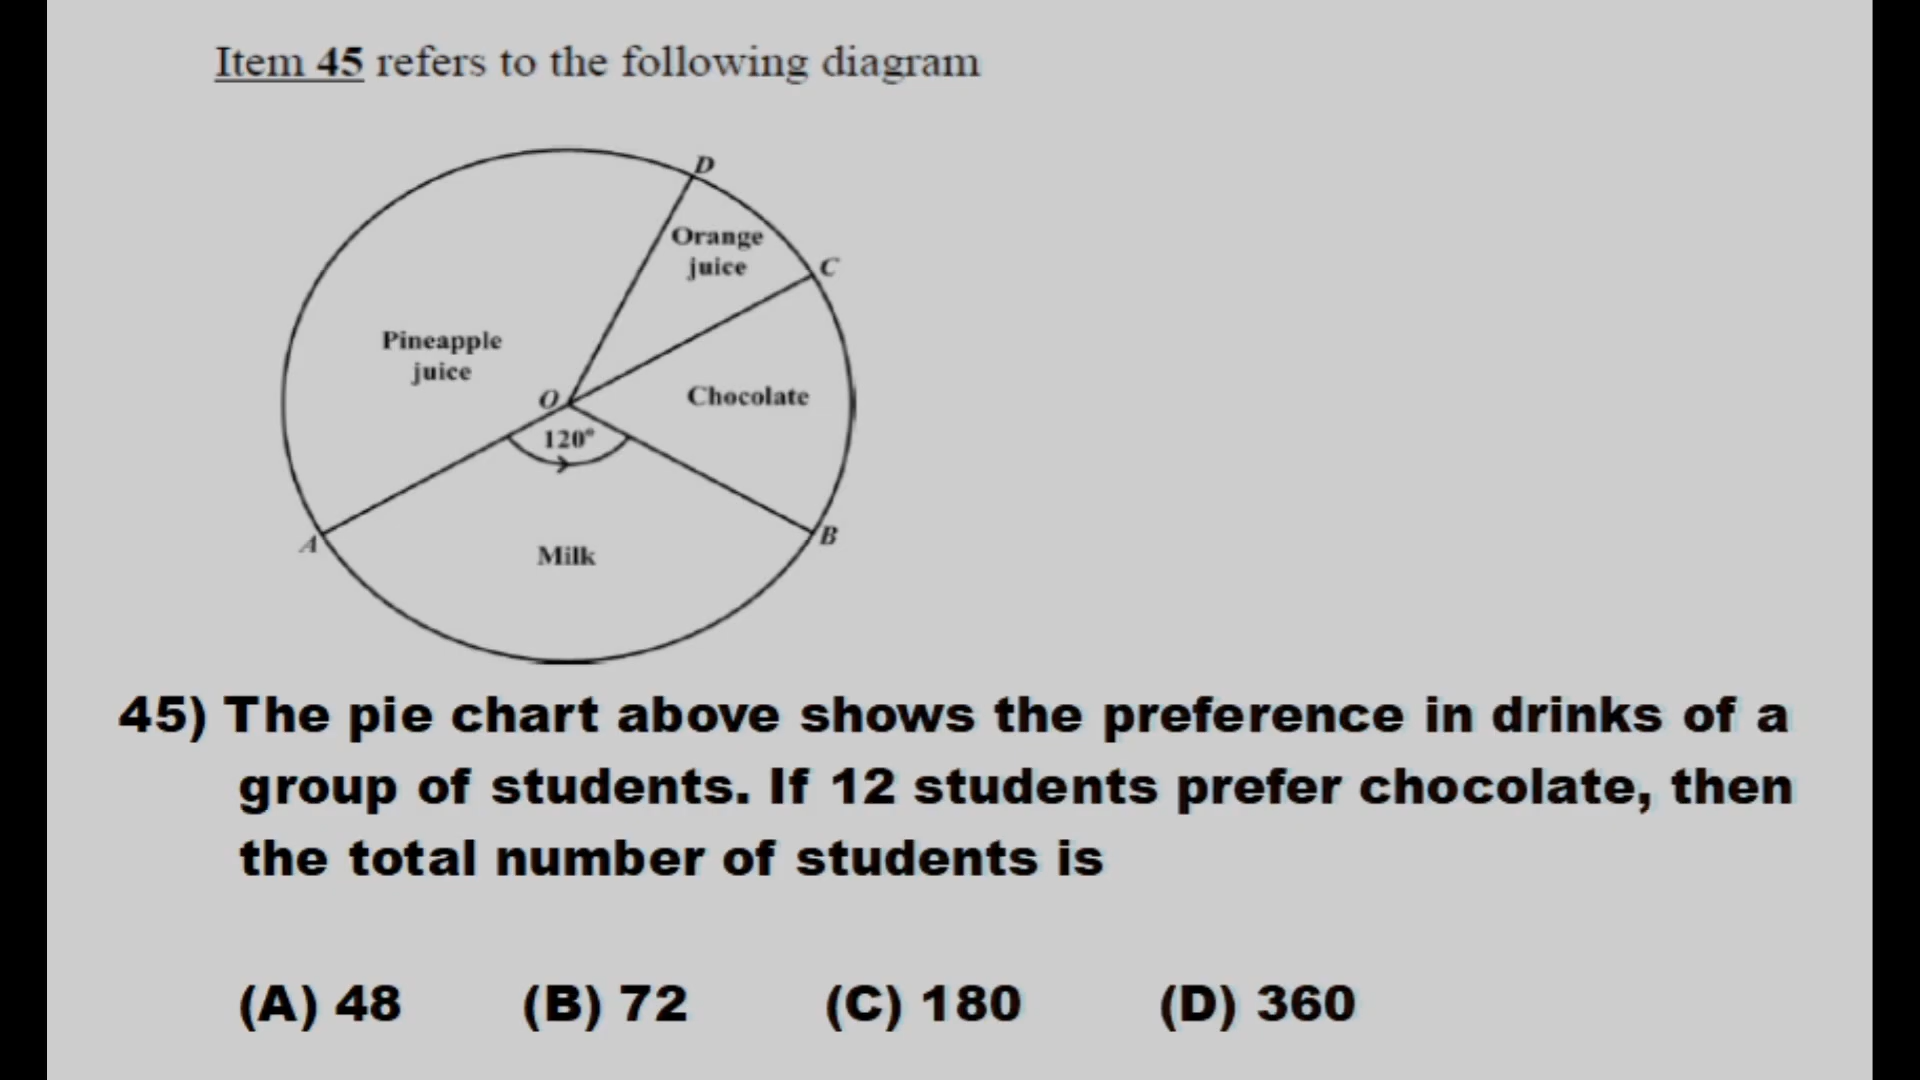 Item 45 refers to the following diagram
D
Orange
juice
C
Pineapple
juice
O
Chocolate
120°
A
B
Milk
45) The pie chart above shows the preference in drinks of a
group of students. If 12 students prefer chocolate, then
the total number of students is
(A) 48 (B) 72 (C) 180 (D) 360